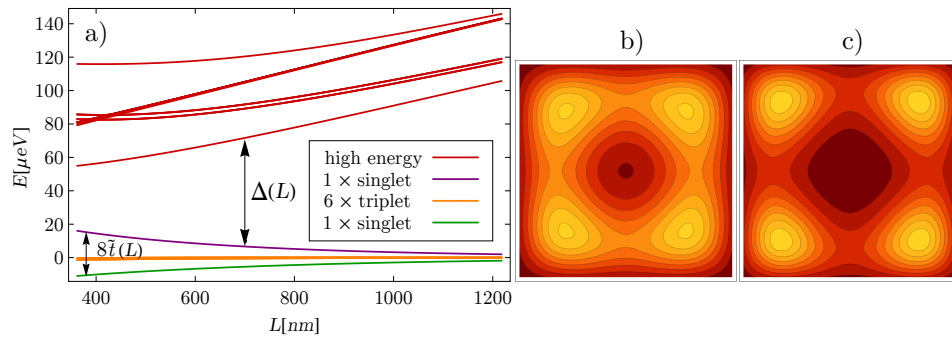 a)
b)
c)
E[μeV]
140
120
100
80
60
40
20
0
Δ(L)
8t̃(L)
high energy
1 × singlet
6 × triplet
1 × singlet
400
600
800
1000
1200
L[nm]